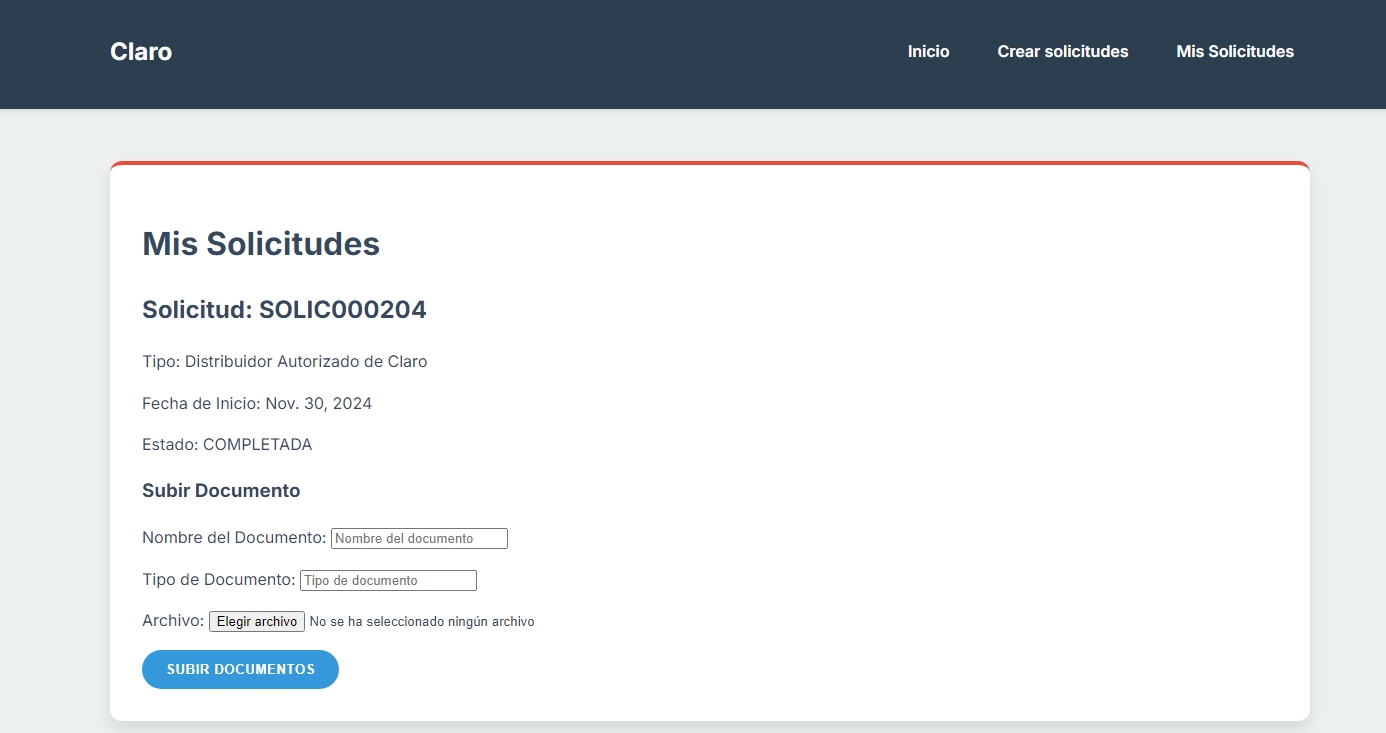 Claro
Inicio Crear solicitudes Mis Solicitudes
Mis Solicitudes
Solicitud: SOLIC000204
Tipo: Distribuidor Autorizado de Claro
Fecha de Inicio: Nov. 30, 2024
Estado: COMPLETADA
Subir Documento
Nombre del Documento: Nombre del documento
Tipo de Documento: Tipo de documento
Archivo: Elegir archivo No se ha seleccionado ningún archivo
SUBIR DOCUMENTOS